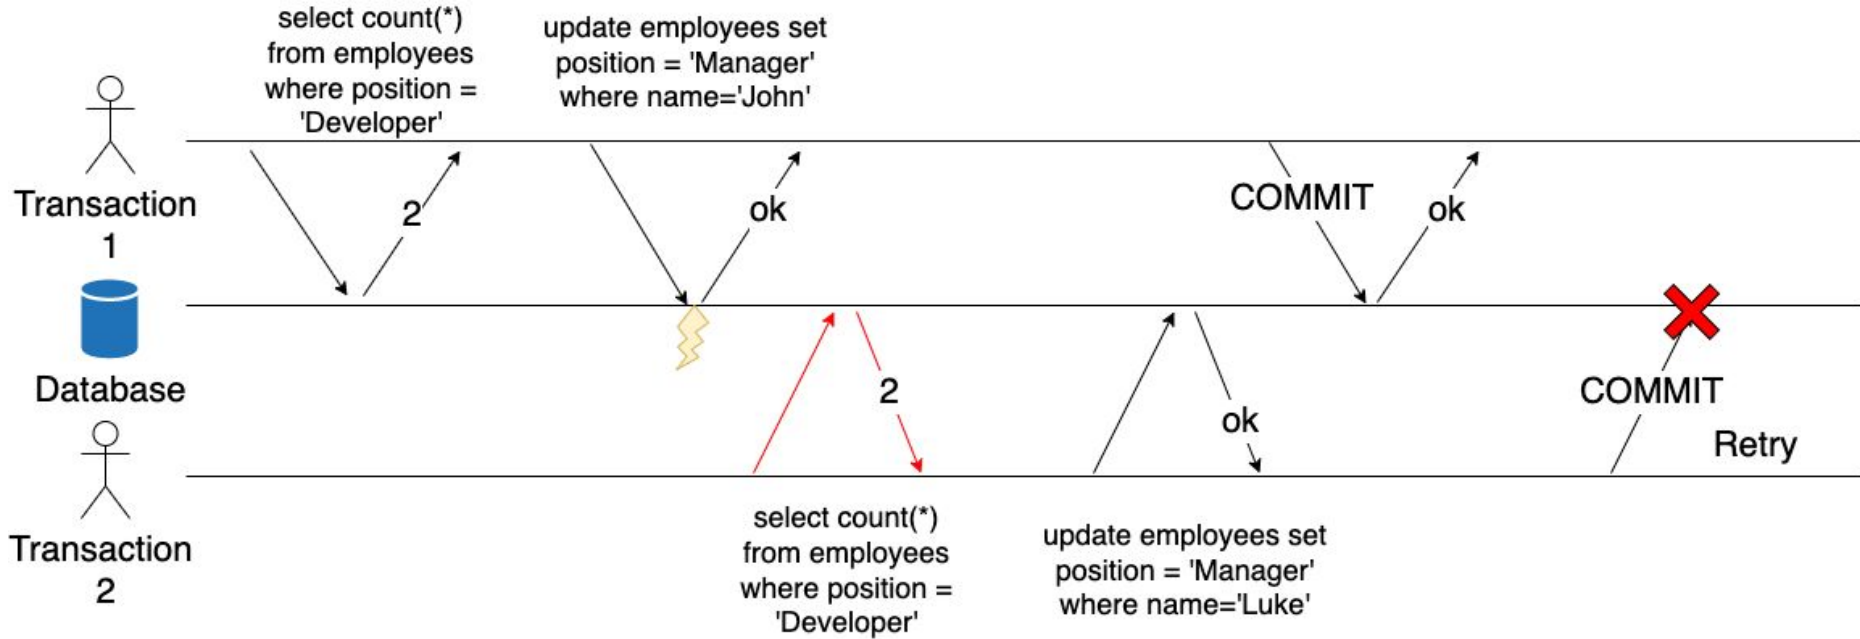 select count(*)
from employees
where position =
'Developer'
update employees set
position = 'Manager'
where name='John'
Transaction
1
2
ok
COMMIT
ok
Database
2
ok
COMMIT
Retry
Transaction
2
select count(*)
from employees
where position =
'Developer'
update employees set
position = 'Manager'
where name='Luke'